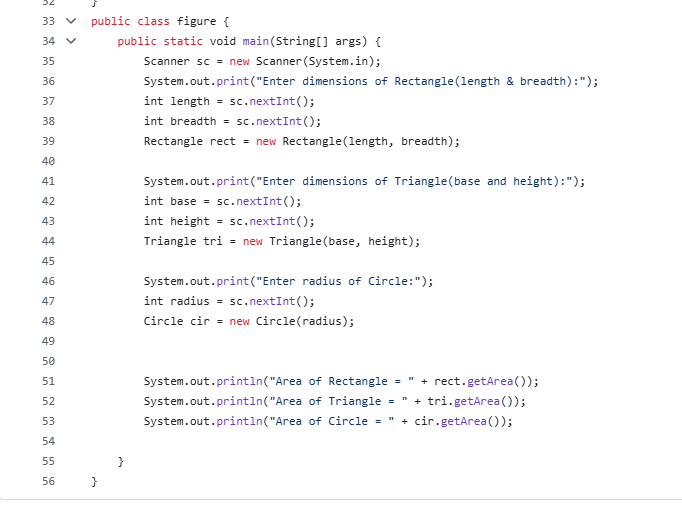 32 }
33 public class figure {
34 public static void main(String[] args) {
35 Scanner sc = new Scanner(System.in);
36 System.out.print("Enter dimensions of Rectangle(length & breadth):");
37 int length = sc.nextInt();
38 int breadth = sc.nextInt();
39 Rectangle rect = new Rectangle(length, breadth);
40
41 System.out.print("Enter dimensions of Triangle(base and height):");
42 int base = sc.nextInt();
43 int height = sc.nextInt();
44 Triangle tri = new Triangle(base, height);
45
46 System.out.print("Enter radius of Circle:");
47 int radius = sc.nextInt();
48 Circle cir = new Circle(radius);
49
50
51 System.out.println("Area of Rectangle = " + rect.getArea());
52 System.out.println("Area of Triangle = " + tri.getArea());
53 System.out.println("Area of Circle = " + cir.getArea());
54
55 }
56 }